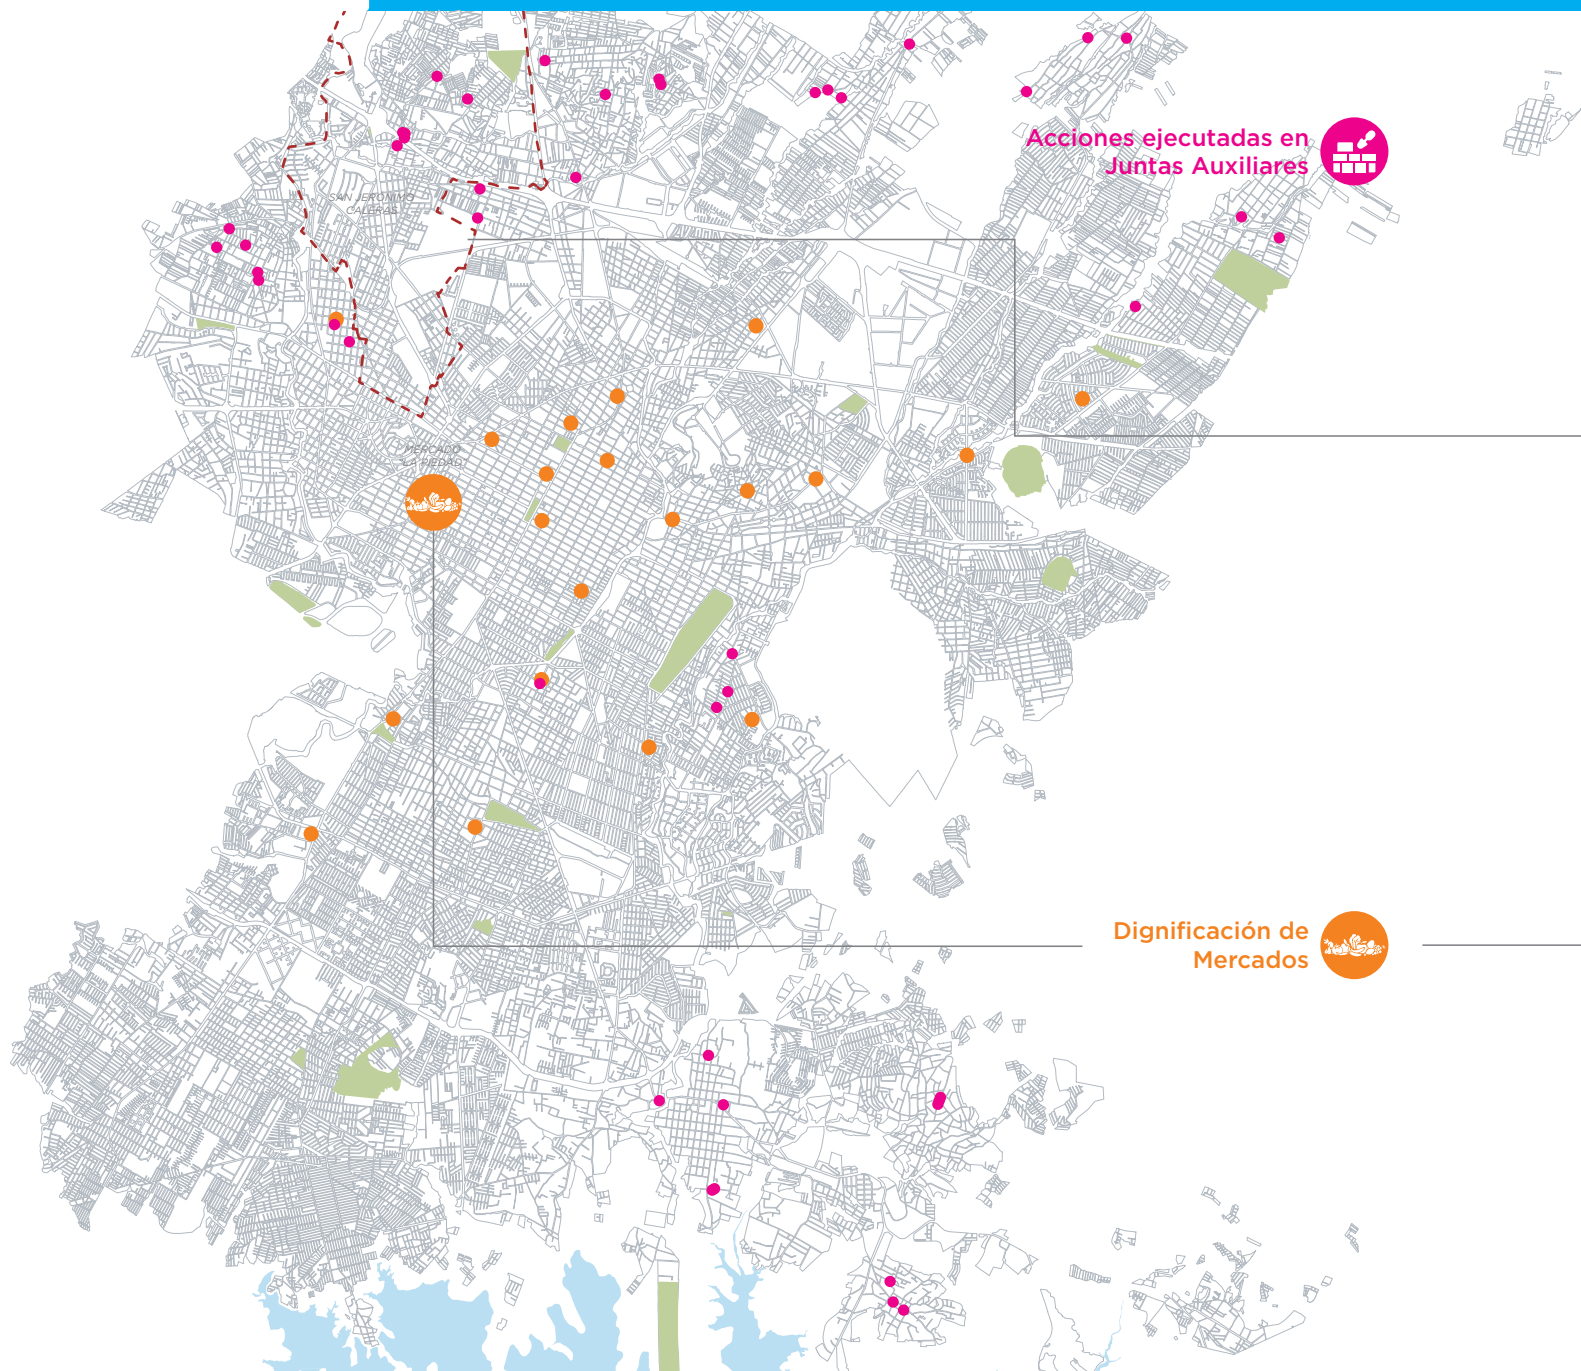 Acciones ejecutadas en
Juntas Auxiliares
SAN JERÓNIMO
CALERAS
MERCADO
"LA PIEDAD"
Dignificación de
Mercados